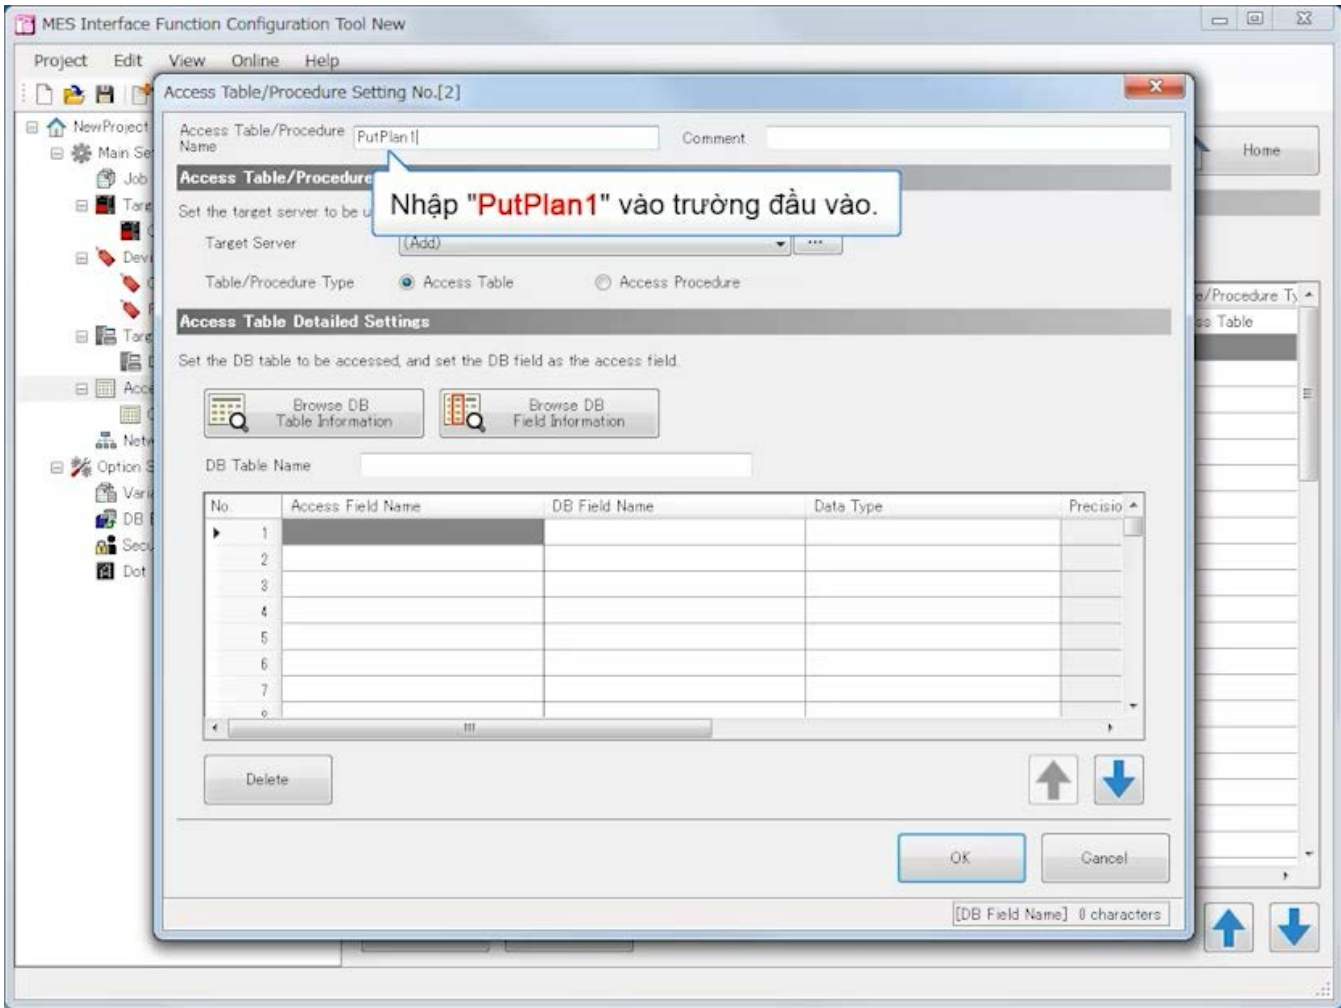 MES Interface Function Configuration Tool New
Project Edit View Online Help
Access Table/Procedure Setting No.[2]
NewProject
Main Se
Job
Targ
Devi
Targ
Acce
Netw
Option S
Vari
DB
Secu
Dot
Home
Access Table/Procedure
Name
PutPlan1
Comment
Access Table/Procedure
Nhập "PutPlan1" vào trường đầu vào.
Set the target server to be u
Target Server (Add) ...
Table/Procedure Type Access Table Access Procedure
e/Procedure Ty
ss Table
Access Table Detailed Settings
Set the DB table to be accessed, and set the DB field as the access field.
Browse DB
Table Information
Browse DB
Field Information
DB Table Name
No. Access Field Name DB Field Name Data Type Precisio
1
2
3
4
5
6
7
Delete
OK Cancel
[DB Field Name] 0 characters